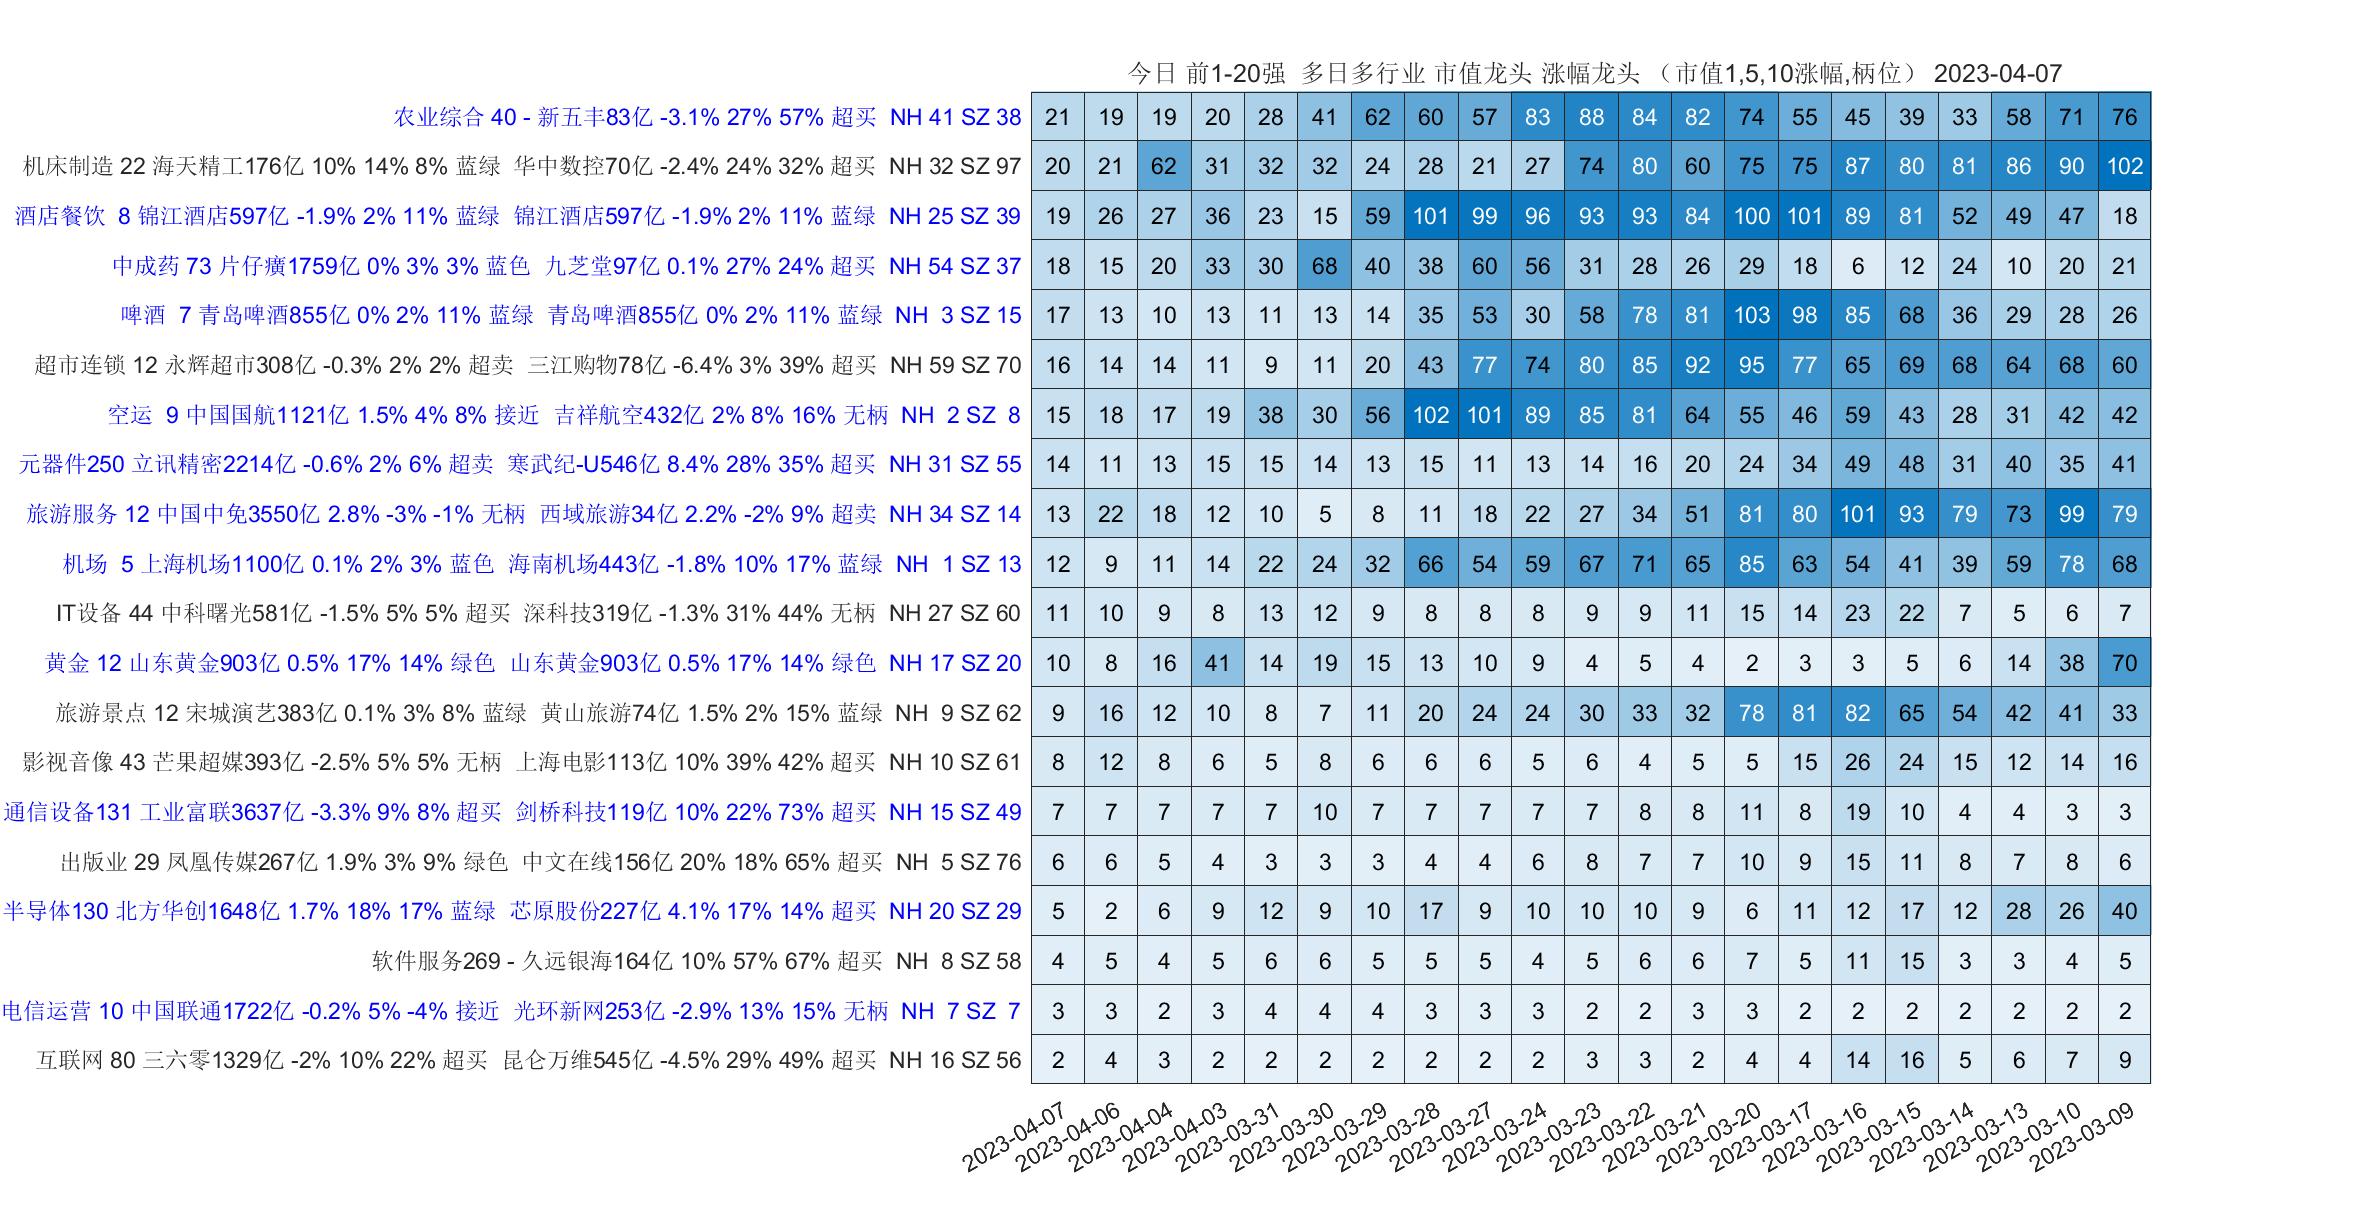 今日 前1-20强 多日多行业 市值龙头 涨幅龙头 （市值1,5,10涨幅,柄位） 2023-04-07
农业综合 40 - 新五丰83亿 -3.1% 27% 57% 超买 NH 41 SZ 38 21 19 19 20 28 41 62 60 57 83 88 84 82 74 55 45 39 33 58 71 76
机床制造 22 海天精工176亿 10% 14% 8% 蓝绿 华中数控70亿 -2.4% 24% 32% 超买 NH 32 SZ 97 20 21 62 31 32 32 24 28 21 27 74 80 60 75 75 87 80 81 86 90 102
酒店餐饮 8 锦江酒店597亿 -1.9% 2% 11% 蓝绿 锦江酒店597亿 -1.9% 2% 11% 蓝绿 NH 25 SZ 39 19 26 27 36 23 15 59 101 99 96 93 93 84 100 101 89 81 52 49 47 18
中成药 73 片仔癀1759亿 0% 3% 3% 蓝色 九芝堂97亿 0.1% 27% 24% 超买 NH 54 SZ 37 18 15 20 33 30 68 40 38 60 56 31 28 26 29 18 6 12 24 10 20 21
啤酒 7 青岛啤酒855亿 0% 2% 11% 蓝绿 青岛啤酒855亿 0% 2% 11% 蓝绿 NH 3 SZ 15 17 13 10 13 11 13 14 35 53 30 58 78 81 103 98 85 68 36 29 28 26
超市连锁 12 永辉超市308亿 -0.3% 2% 2% 超卖 三江购物78亿 -6.4% 3% 39% 超买 NH 59 SZ 70 16 14 14 11 9 11 20 43 77 74 80 85 92 95 77 65 69 68 64 68 60
空运 9 中国国航1121亿 1.5% 4% 8% 接近 吉祥航空432亿 2% 8% 16% 无柄 NH 2 SZ 8 15 18 17 19 38 30 56 102 101 89 85 81 64 55 46 59 43 28 31 42 42
元器件250 立讯精密2214亿 -0.6% 2% 6% 超卖 寒武纪-U546亿 8.4% 28% 35% 超买 NH 31 SZ 55 14 11 13 15 15 14 13 15 11 13 14 16 20 24 34 49 48 31 40 35 41
旅游服务 12 中国中免3550亿 2.8% -3% -1% 无柄 西域旅游34亿 2.2% -2% 9% 超卖 NH 34 SZ 14 13 22 18 12 10 5 8 11 18 22 27 34 51 81 80 101 93 79 73 99 79
机场 5 上海机场1100亿 0.1% 2% 3% 蓝色 海南机场443亿 -1.8% 10% 17% 蓝绿 NH 1 SZ 13 12 9 11 14 22 24 32 66 54 59 67 71 65 85 63 54 41 39 59 78 68
IT设备 44 中科曙光581亿 -1.5% 5% 5% 超买 深科技319亿 -1.3% 31% 44% 无柄 NH 27 SZ 60 11 10 9 8 13 12 9 8 8 8 9 9 11 15 14 23 22 7 5 6 7
黄金 12 山东黄金903亿 0.5% 17% 14% 绿色 山东黄金903亿 0.5% 17% 14% 绿色 NH 17 SZ 20 10 8 16 41 14 19 15 13 10 9 4 5 4 2 3 3 5 6 14 38 70
旅游景点 12 宋城演艺383亿 0.1% 3% 8% 蓝绿 黄山旅游74亿 1.5% 2% 15% 蓝绿 NH 9 SZ 62 9 16 12 10 8 7 11 20 24 24 30 33 32 78 81 82 65 54 42 41 33
影视音像 43 芒果超媒393亿 -2.5% 5% 5% 无柄 上海电影113亿 10% 39% 42% 超买 NH 10 SZ 61 8 12 8 6 5 8 6 6 6 5 6 4 5 5 15 26 24 15 12 14 16
通信设备131 工业富联3637亿 -3.3% 9% 8% 超买 剑桥科技119亿 10% 22% 73% 超买 NH 15 SZ 49 7 7 7 7 7 10 7 7 7 7 7 8 8 11 8 19 10 4 4 3 3
出版业 29 凤凰传媒267亿 1.9% 3% 9% 绿色 中文在线156亿 20% 18% 65% 超买 NH 5 SZ 76 6 6 5 4 3 3 3 4 4 6 8 7 7 10 9 15 11 8 7 8 6
半导体130 北方华创1648亿 1.7% 18% 17% 蓝绿 芯原股份227亿 4.1% 17% 14% 超买 NH 20 SZ 29 5 2 6 9 12 9 10 17 9 10 10 10 9 6 11 12 17 12 28 26 40
软件服务269 - 久远银海164亿 10% 57% 67% 超买 NH 8 SZ 58 4 5 4 5 6 6 5 5 5 4 5 6 6 7 5 11 15 3 3 4 5
电信运营 10 中国联通1722亿 -0.2% 5% -4% 接近 光环新网253亿 -2.9% 13% 15% 无柄 NH 7 SZ 7 3 3 2 3 4 4 4 3 3 3 2 2 3 3 2 2 2 2 2 2 2
互联网 80 三六零1329亿 -2% 10% 22% 超买 昆仑万维545亿 -4.5% 29% 49% 超买 NH 16 SZ 56 2 4 3 2 2 2 2 2 2 2 3 3 2 4 4 14 16 5 6 7 9
2023-04-07 2023-04-06 2023-04-04 2023-04-03 2023-03-31 2023-03-30 2023-03-29 2023-03-28 2023-03-27 2023-03-24 2023-03-23 2023-03-22 2023-03-21 2023-03-20 2023-03-17 2023-03-16 2023-03-15 2023-03-14 2023-03-13 2023-03-10 2023-03-09